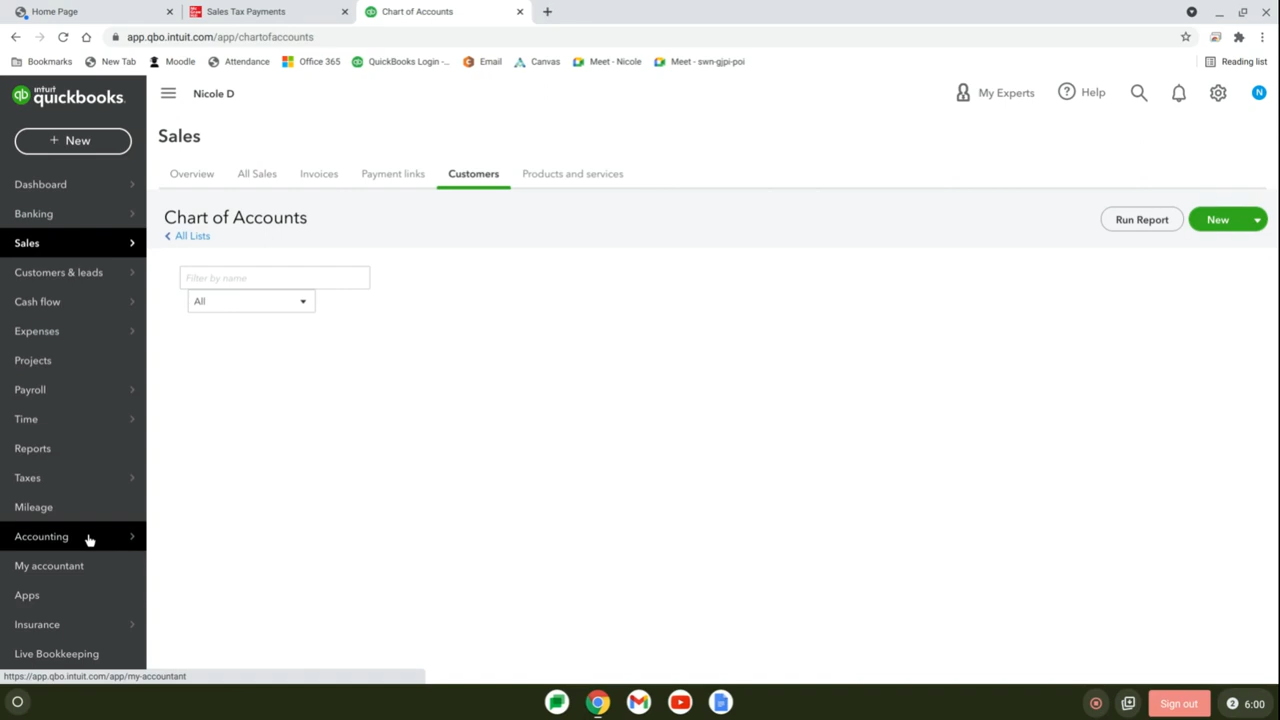 Home Page
Sales Tax Payments
Chart of Accounts
app.qbo.intuit.com/app/chartofaccounts
Bookmarks
New Tab
Moodle
Attendance
Office 365
QuickBooks Login -...
Email
Canvas
Meet - Nicole
Meet - swn-gjpi-poi
Reading list
intuit
quickbooks.
Nicole D
My Experts
Help
N
+ New
Sales
Overview
All Sales
Invoices
Payment links
Customers
Products and services
Chart of Accounts
All Lists
Run Report
New
Filter by name
All
Dashboard
Banking
Sales
Customers & leads
Cash flow
Expenses
Projects
Payroll
Time
Reports
Taxes
Mileage
Accounting
My accountant
Apps
Insurance
Live Bookkeeping
https://app.qbo.intuit.com/app/my-accountant
Sign out
2 6:00